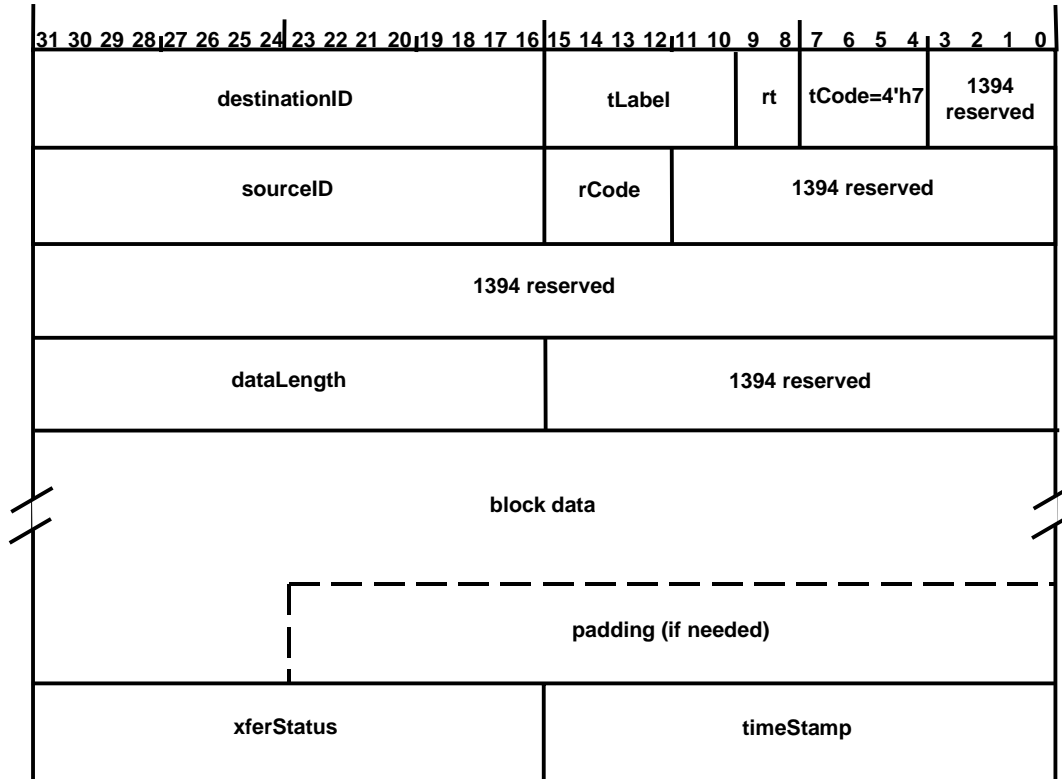 31 30 29 28 27 26 25 24 23 22 21 20 19 18 17 16 15 14 13 12 11 10 9 8 7 6 5 4 3 2 1 0
destinationID tLabel rt tCode=4'h7 1394
reserved
sourceID rCode 1394 reserved
1394 reserved
dataLength 1394 reserved
block data
padding (if needed)
xferStatus timeStamp